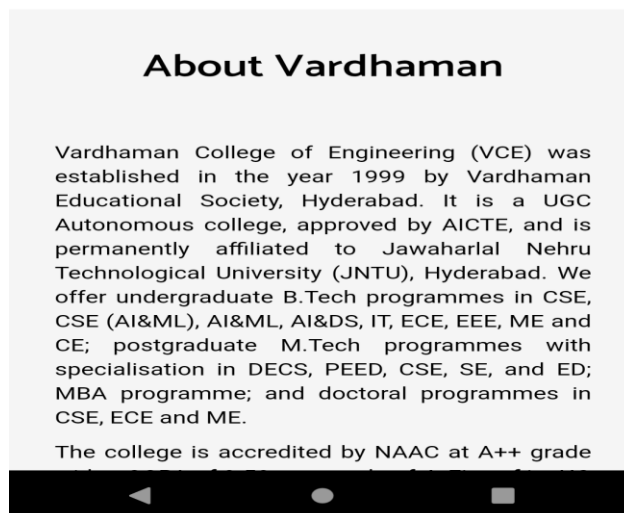 About Vardhaman
Vardhaman College of Engineering (VCE) was
established in the year 1999 by Vardhaman
Educational Society, Hyderabad. It is a UGC
Autonomous college, approved by AICTE, and is
permanently affiliated to Jawaharlal Nehru
Technological University (JNTU), Hyderabad. We
offer undergraduate B.Tech programmes in CSE,
CSE (AI&ML), AI&ML, AI&DS, IT, ECE, EEE, ME and
CE; postgraduate M.Tech programmes with
specialisation in DECS, PEED, CSE, SE, and ED;
MBA programme; and doctoral programmes in
CSE, ECE and ME.
The college is accredited by NAAC at A++ grade